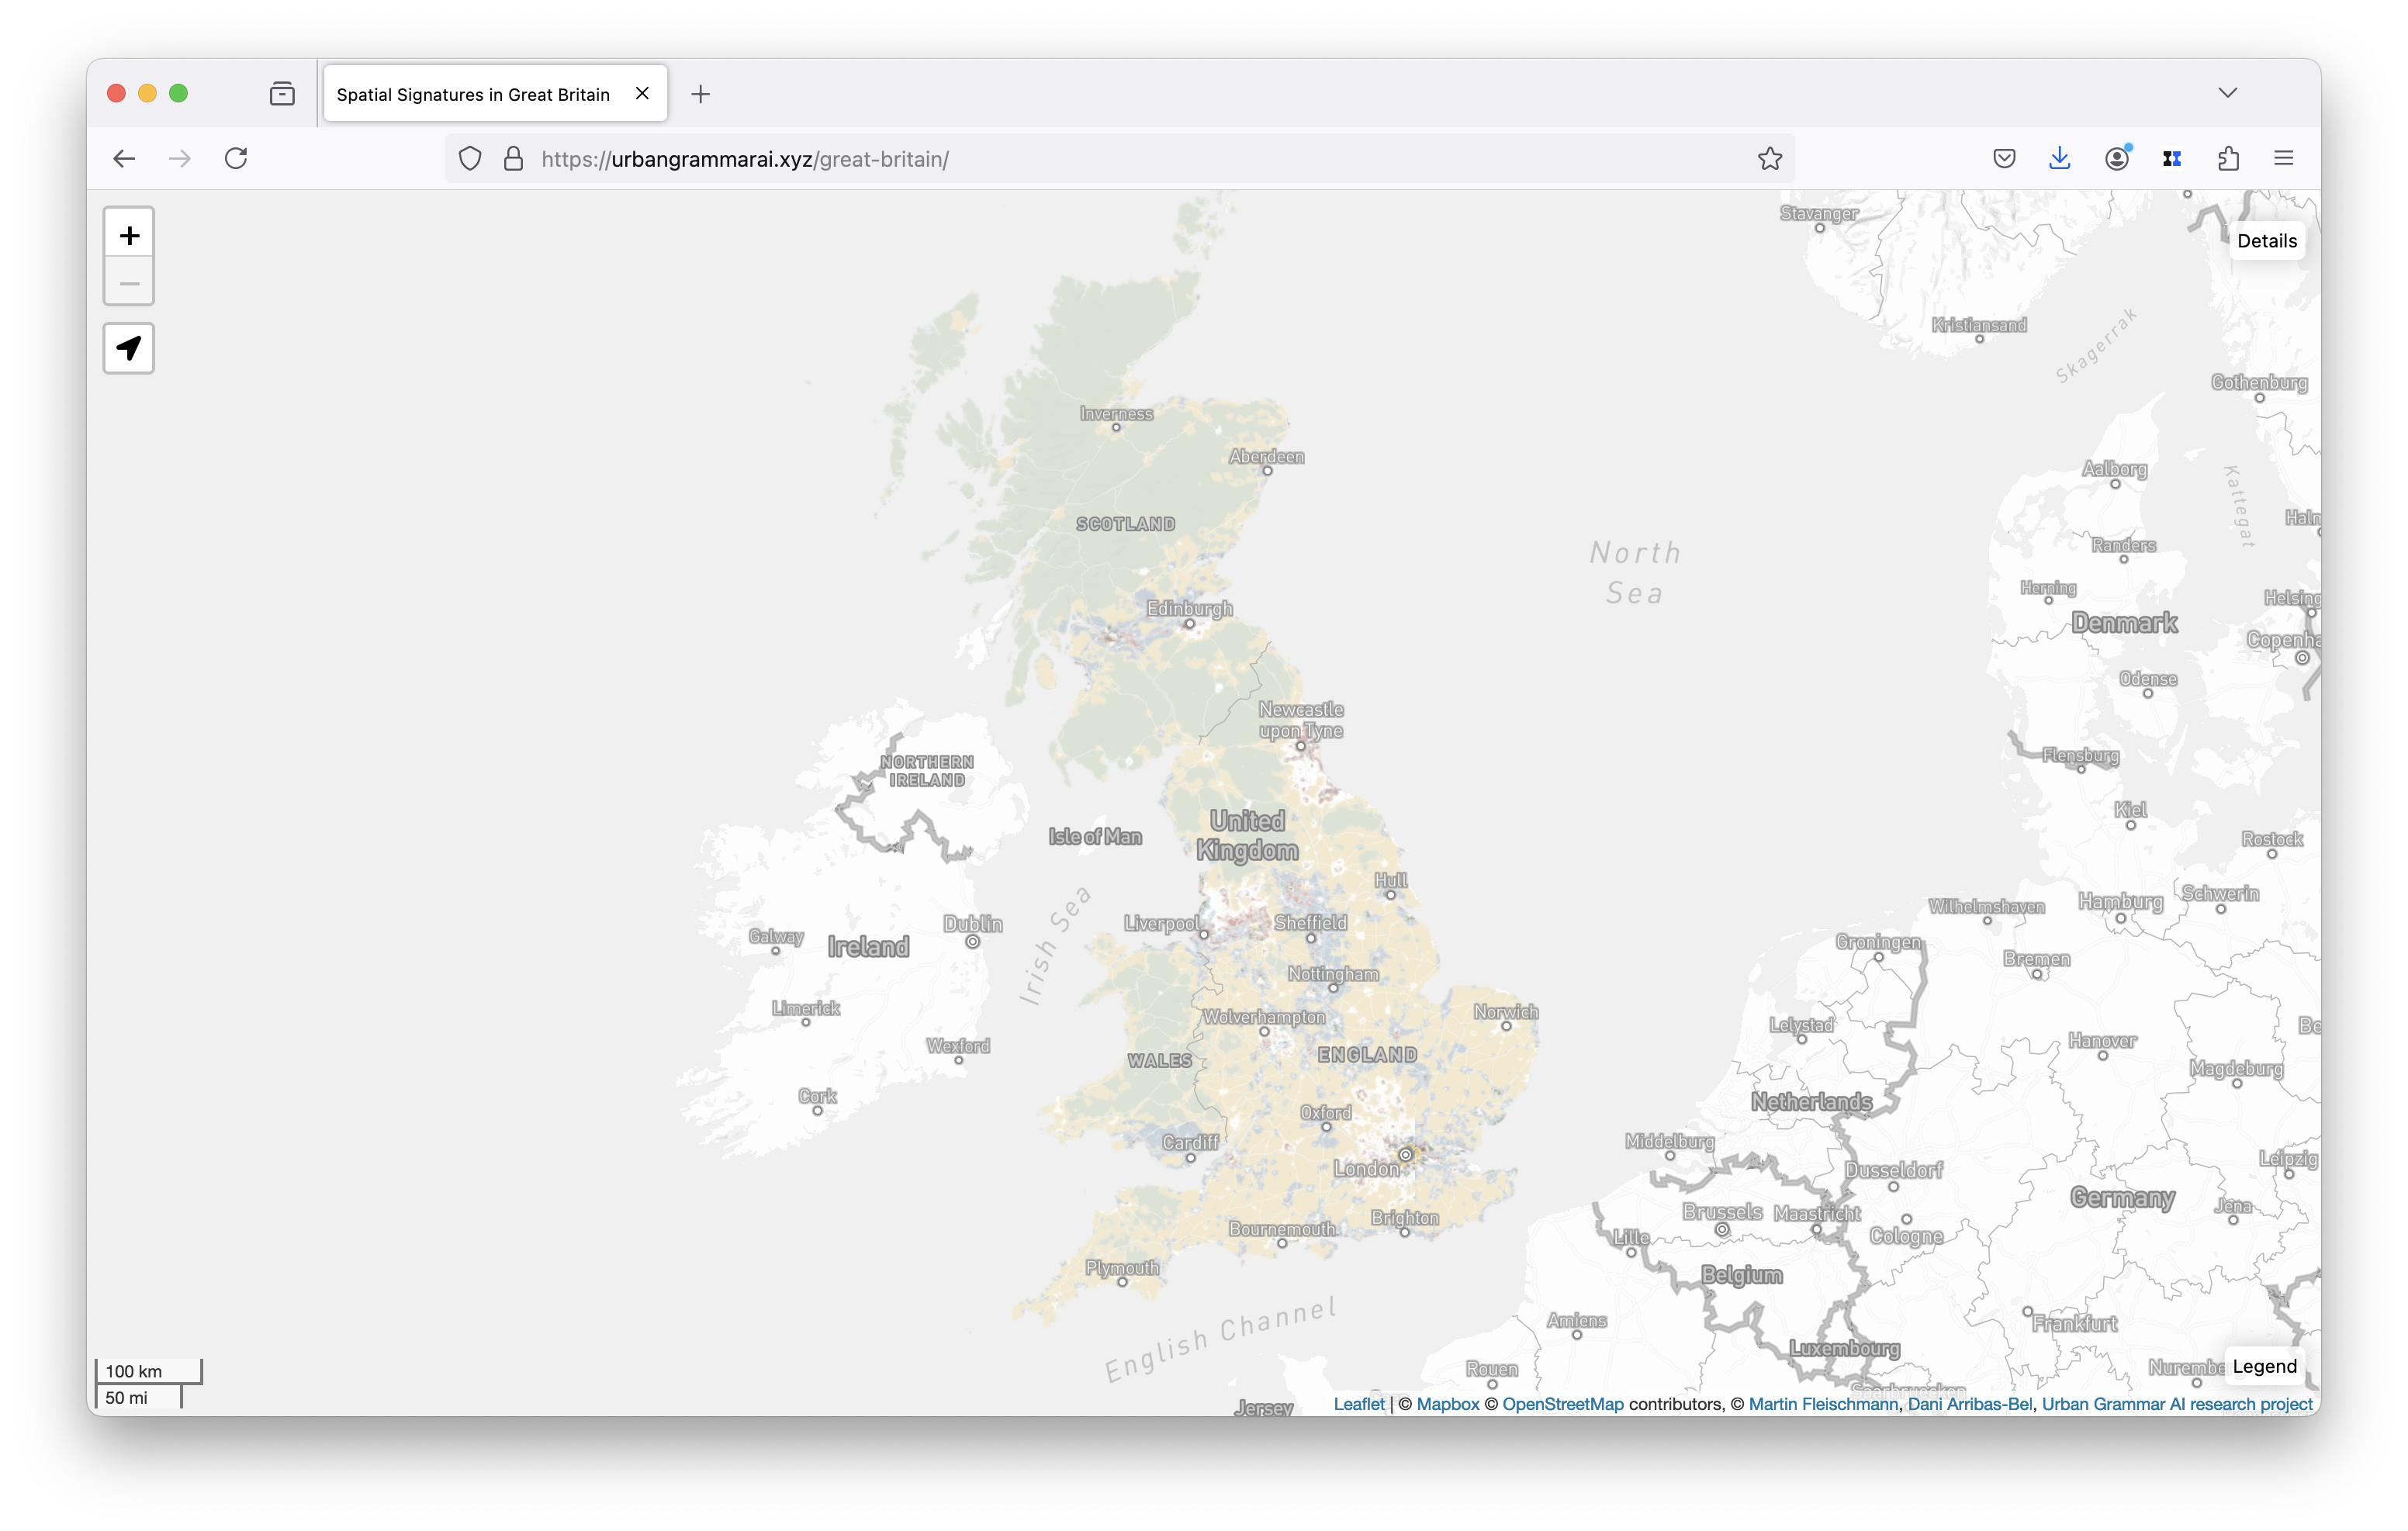 Spatial Signatures in Great Britain
https://urbangrammarai.xyz/great-britain/
+
−
Details
Stavanger
Kristiansand
Skagerrak
Gothenburg
Inverness
Aberdeen
Aalborg
Kattegat
SCOTLAND
North
Sea
Randers
Herning
Edinburgh
Denmark
Odense
Newcastle
upon Tyne
Flensburg
NORTHERN
IRELAND
Kiel
United
Kingdom
Isle of Man
Rostock
Hull
Schwerin
Hamburg
Wilhelmshaven
Dublin
Liverpool
Sheffield
Galway
Ireland
Irish Sea
Groningen
Bremen
Nottingham
Limerick
Wolverhampton
Norwich
Lelystad
Hanover
Wexford
WALES
ENGLAND
Magdeburg
Cork
Oxford
Netherlands
Cardiff
Middelburg
London
Dusseldorf
Leipzig
Germany
Jena
Bournemouth
Brighton
Brussels
Maastricht
Lille
Cologne
Plymouth
Belgium
English Channel
Amiens
Frankfurt
Luxembourg
Rouen
Legend
100 km
50 mi
Saarbruecken
Jersey
Leaflet | © Mapbox © OpenStreetMap contributors, © Martin Fleischmann, Dani Arribas-Bel, Urban Grammar AI research project